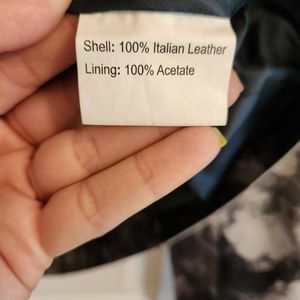 Shell: 100% Italian Leather
Lining: 100% Acetate